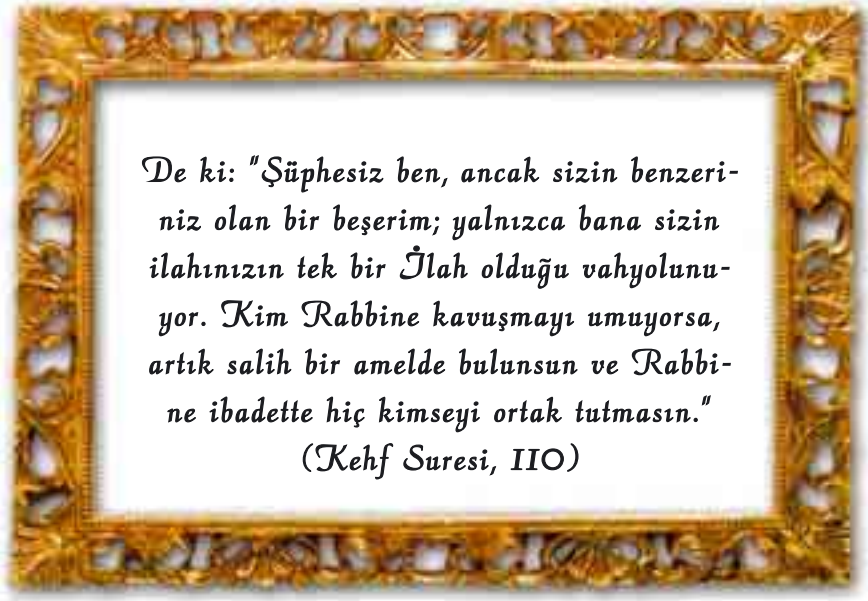 De ki: "Şüphesiz ben, ancak sizin benzeri-
niz olan bir beşerim; yalnızca bana sizin
ilahınızın tek bir İlah olduğu vahyolunu-
yor. Kim Rabbine kavuşmayı umuyorsa,
artık salih bir amelde bulunsun ve Rabbi-
ne ibadette hiç kimseyi ortak tutmasın."
(Kehf Suresi, 110)